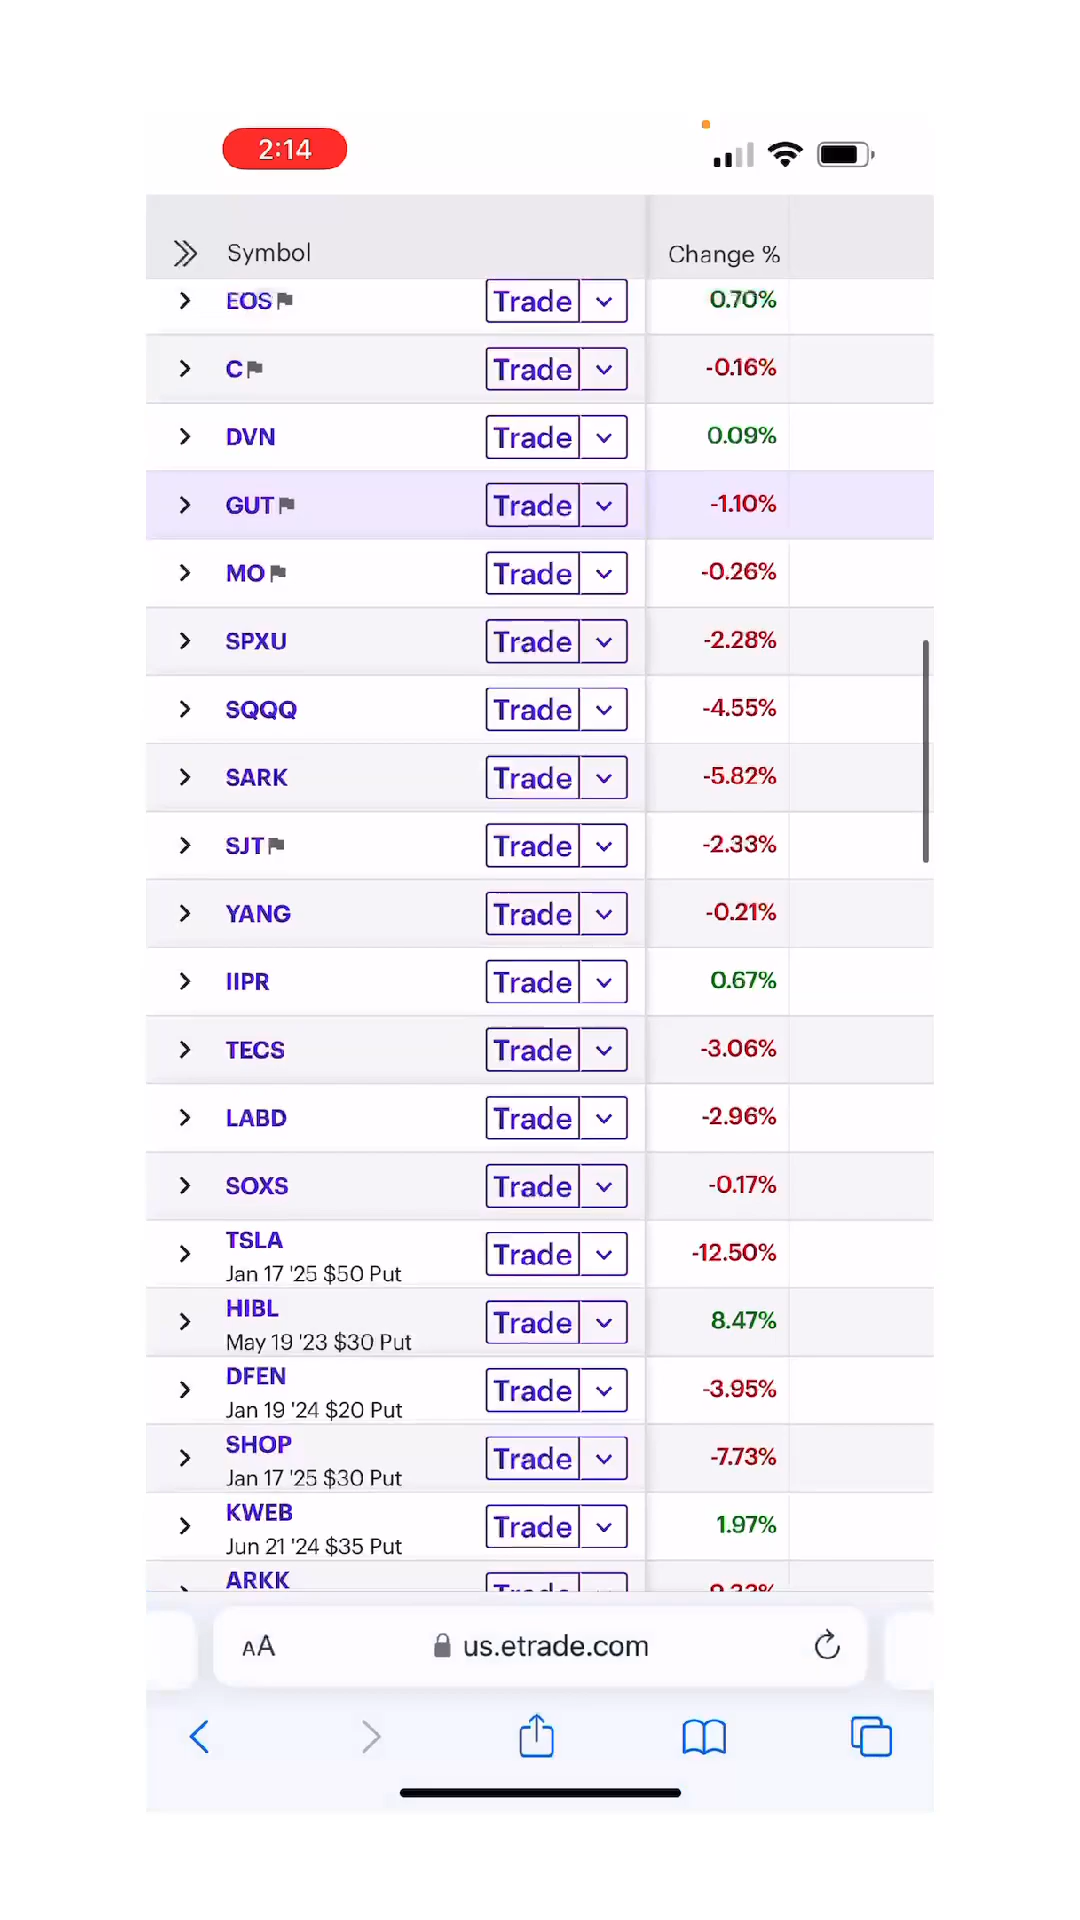 2:14
Symbol Change %
EOS Trade 0.70%
C Trade -0.16%
DVN Trade 0.09%
GUT Trade -1.10%
MO Trade -0.26%
SPXU Trade -2.28%
SQQQ Trade -4.55%
SARK Trade -5.82%
SJT Trade -2.33%
YANG Trade -0.21%
IIPR Trade 0.67%
TECS Trade -3.06%
LABD Trade -2.96%
SOXS Trade -0.17%
TSLA Trade -12.50%
Jan 17 '25 $50 Put
HIBL Trade 8.47%
May 19 '23 $30 Put
DFEN Trade -3.95%
Jan 19 '24 $20 Put
SHOP Trade -7.73%
Jan 17 '25 $30 Put
KWEB Trade 1.97%
Jun 21 '24 $35 Put
ARKK Trade
AA us.etrade.com